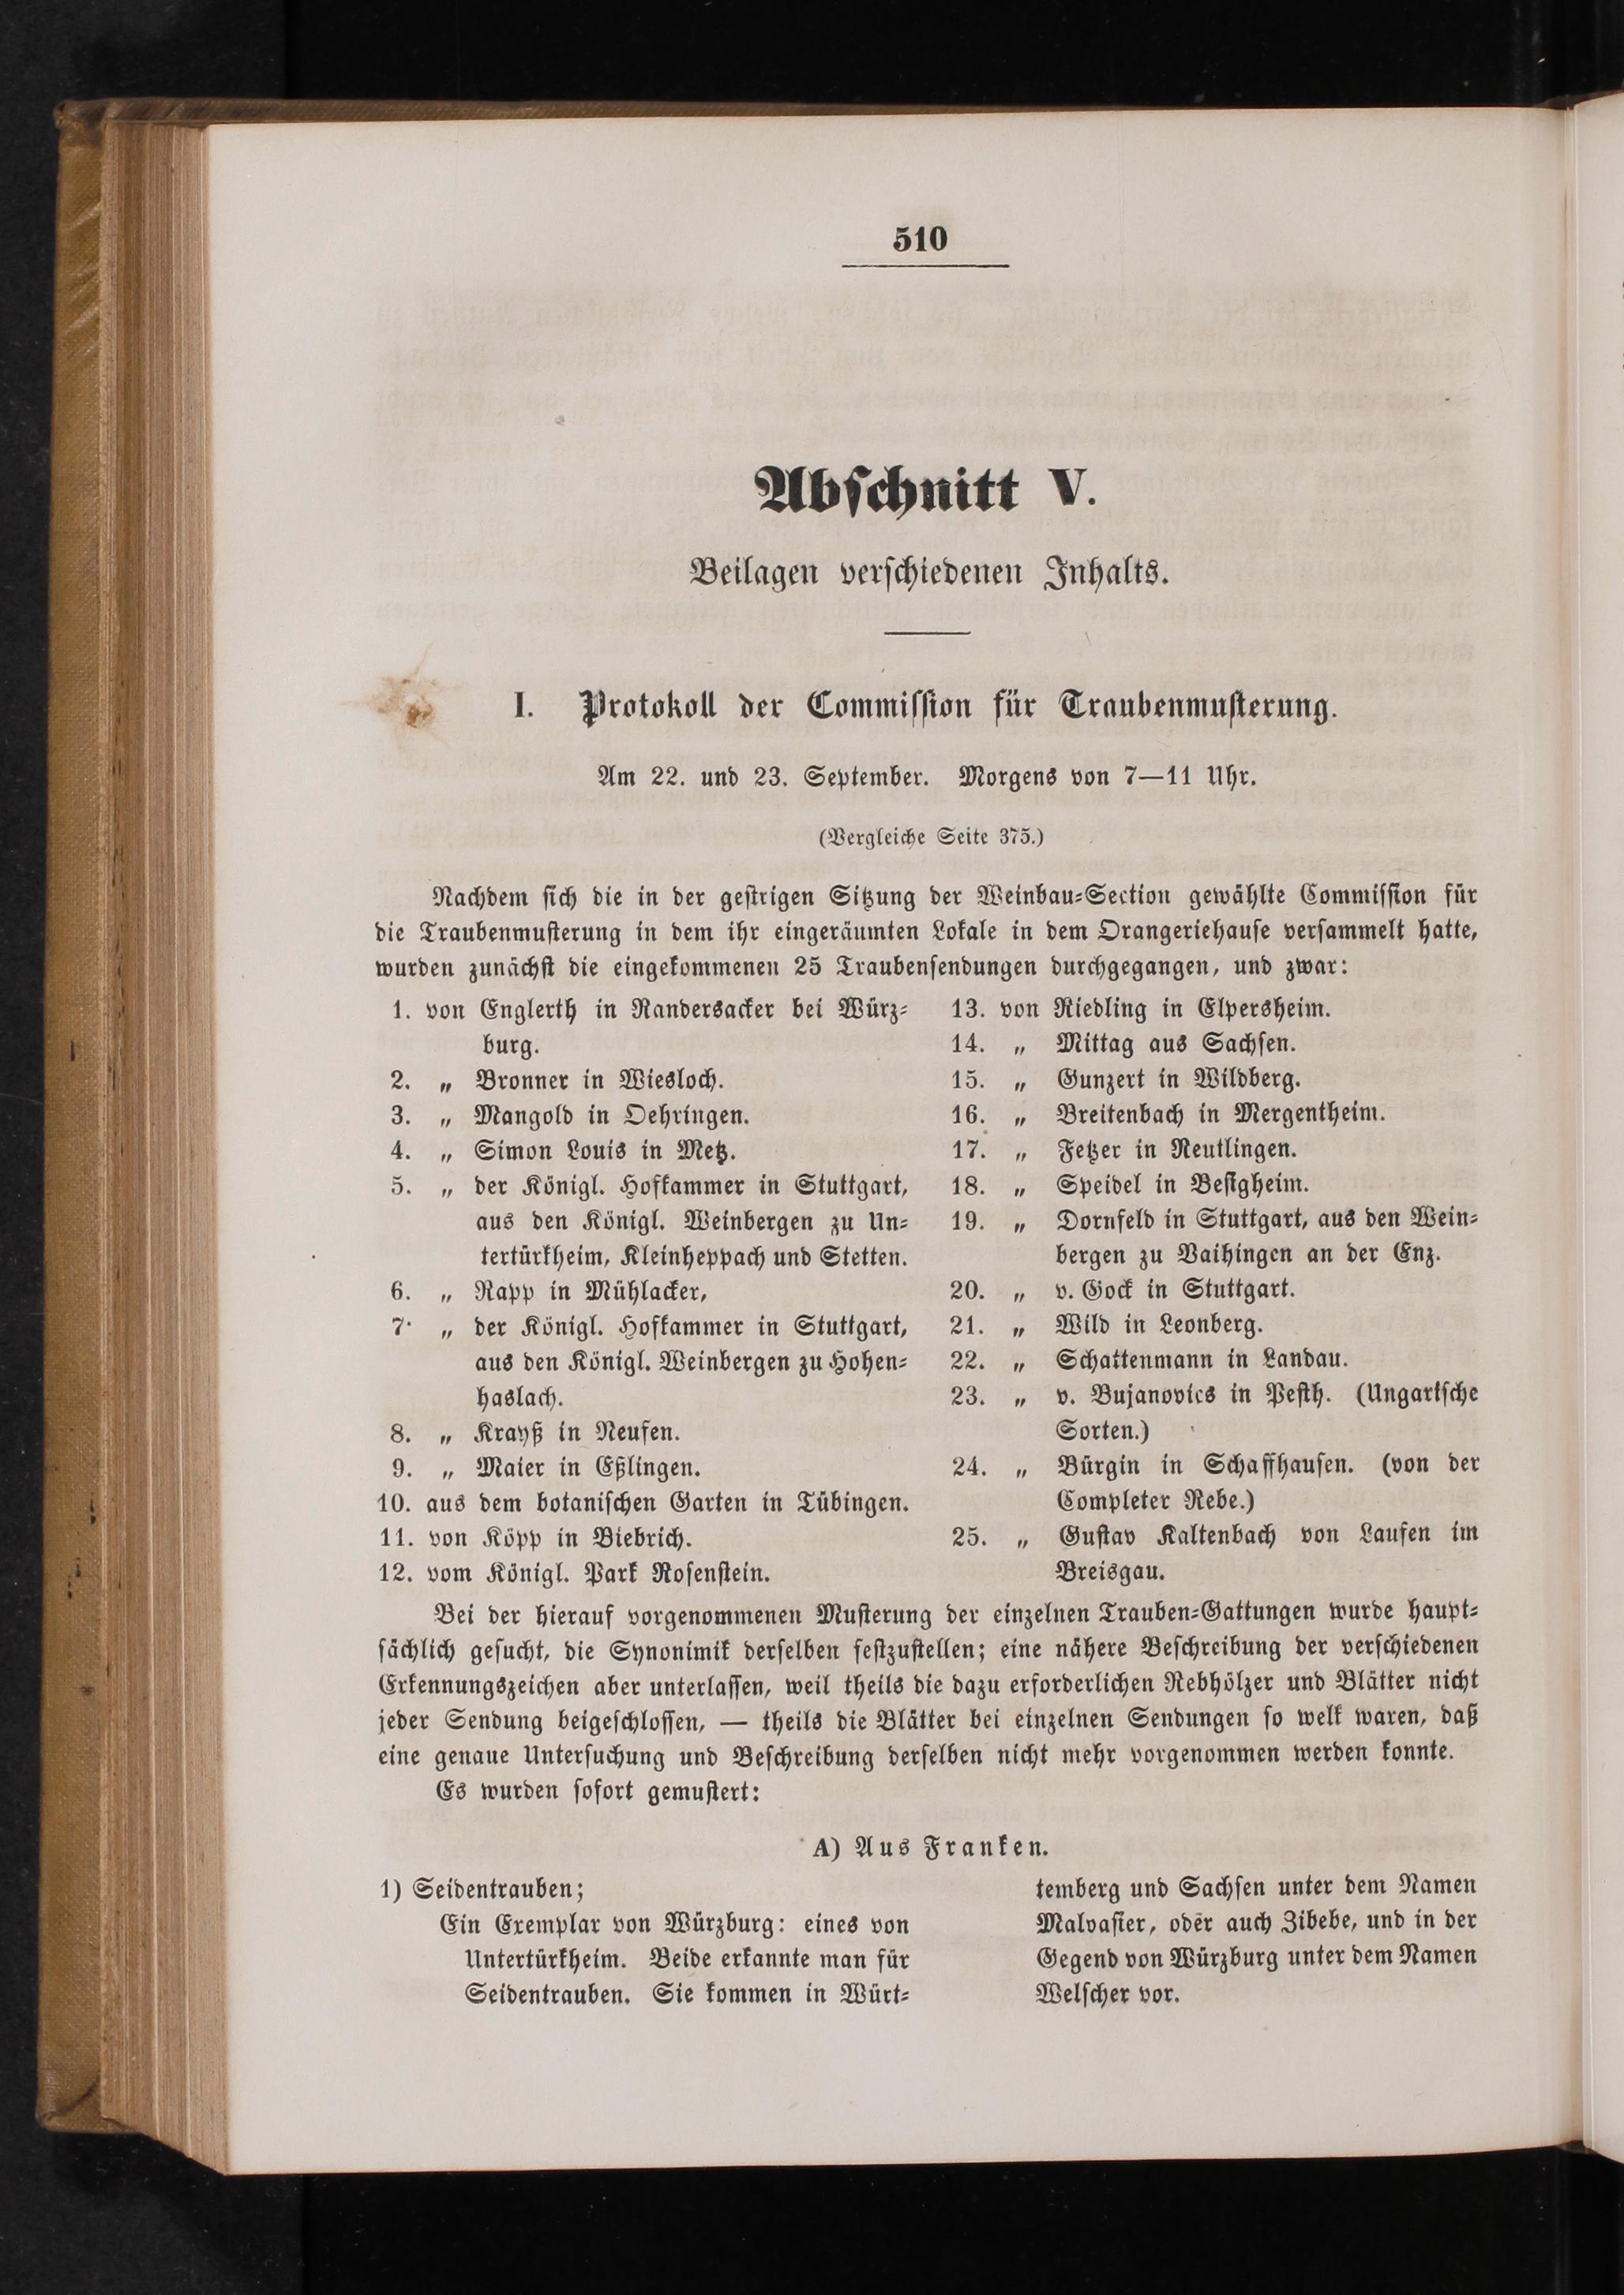 510
Abschnitt V.
Beilagen verschiedenen Inhalts.
I. Protokoll der Commission für Traubenmusterung.
Am 22. und 23. September. Morgens von 7—11 Uhr.
(Vergleiche Seite 375.)
Nachdem sich die in der gestrigen Sitzung der Weinbau-Section gewählte Commission für
die Traubenmusterung in dem ihr eingeräumten Lokale in dem Orangeriehause versammelt hatte,
wurden zunächst die eingekommenen 25 Traubensendungen durchgegangen, und zwar:
1. von Englerth in Randersacker bei Würz-
burg.
2. „ Bronner in Wiesloch.
3. „ Mangold in Oehringen.
4. „ Simon Louis in Metz.
5. „ der Königl. Hofkammer in Stuttgart,
aus den Königl. Weinbergen zu Un-
tertürkheim, Kleinheppach und Stetten.
6. „ Rapp in Mühlacker,
7. „ der Königl. Hofkammer in Stuttgart,
aus den Königl. Weinbergen zu Hohen-
haslach.
8. „ Krayß in Neufen.
9. „ Maier in Eßlingen.
10. aus dem botanischen Garten in Tübingen.
11. von Köpp in Biebrich.
12. vom Königl. Park Rosenstein.
13. von Riedling in Elpersheim.
14. „ Mittag aus Sachsen.
15. „ Gunzert in Wildberg.
16. „ Breitenbach in Mergentheim.
17. „ Fetzer in Reutlingen.
18. „ Speidel in Besigheim.
19. „ Dornfeld in Stuttgart, aus den Wein-
bergen zu Vaihingen an der Enz.
20. „ v. Gock in Stuttgart.
21. „ Wild in Leonberg.
22. „ Schattenmann in Landau.
23. „ v. Bujanovics in Pesth. (Ungarische
Sorten.)
24. „ Bürgin in Schaffhausen. (von der
Completer Rebe.)
25. „ Gustav Kaltenbach von Laufen im
Breisgau.
Bei der hierauf vorgenommenen Musterung der einzelnen Trauben-Gattungen wurde haupt-
sächlich gesucht, die Synonimik derselben festzustellen; eine nähere Beschreibung der verschiedenen
Erkennungszeichen aber unterlassen, weil theils die dazu erforderlichen Rebhölzer und Blätter nicht
jeder Sendung beigeschlossen, — theils die Blätter bei einzelnen Sendungen so welk waren, daß
eine genaue Untersuchung und Beschreibung derselben nicht mehr vorgenommen werden konnte.
Es wurden sofort gemustert:
A) Aus Franken.
1) Seidentrauben;
Ein Exemplar von Würzburg: eines von
Untertürkheim. Beide erkannte man für
Seidentrauben. Sie kommen in Würt-
temberg und Sachsen unter dem Namen
Malvasier, oder auch Zibebe, und in der
Gegend von Würzburg unter dem Namen
Welscher vor.